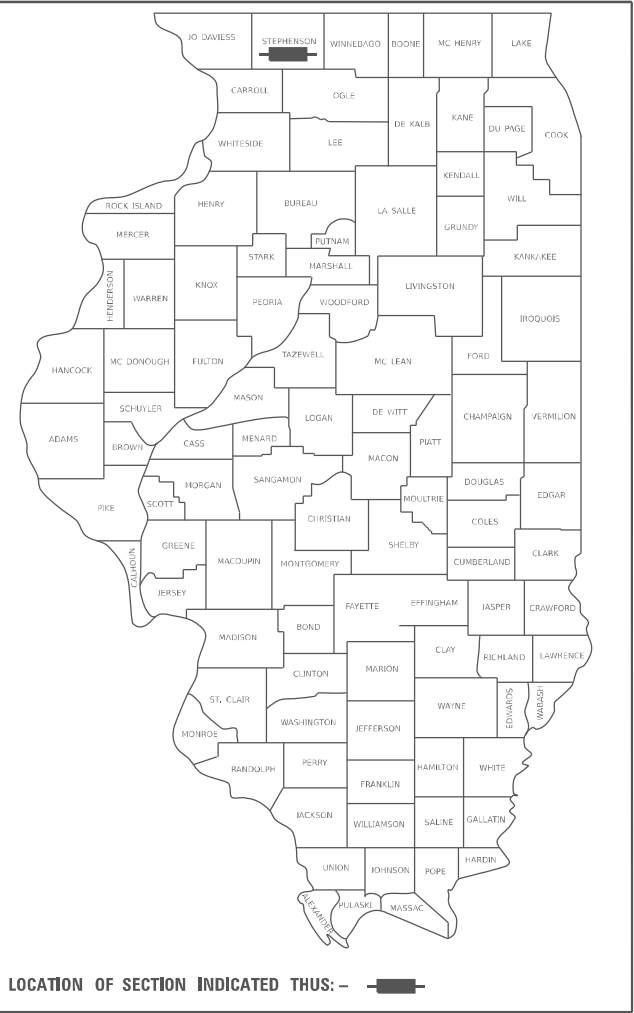 JO DAVIESS
STEPHENSON
WINNEBAGO
BOONE
MC HENRY
LAKE
CARROLL
OGLE
DE KALB
KANE
DU PAGE
COOK
WHITESIDE
LEE
KENDALL
WILL
ROCK ISLAND
HENRY
BUREAU
LA SALLE
GRUNDY
MERCER
PUTNAM
KANKAKEE
STARK
MARSHALL
HENDERSON
WARREN
KNOX
PEORIA
WOODFORD
LIVINGSTON
IROQUOIS
HANCOCK
MC DONOUGH
FULTON
TAZEWELL
MC LEAN
FORD
SCHUYLER
MASON
LOGAN
DE WITT
CHAMPAIGN
VERMILION
ADAMS
BROWN
CASS
MENARD
MACON
PIATT
PIKE
SCOTT
MORGAN
SANGAMON
CHRISTIAN
MOULTRIE
DOUGLAS
EDGAR
COLES
CALHOUN
GREENE
MACOUPIN
MONTGOMERY
SHELBY
CUMBERLAND
CLARK
JERSEY
FAYETTE
EFFINGHAM
JASPER
CRAWFORD
MADISON
BOND
CLAY
RICHLAND
LAWRENCE
CLINTON
MARION
ST. CLAIR
WAYNE
EDWARDS
WABASH
MONROE
WASHINGTON
JEFFERSON
RANDOLPH
PERRY
HAMILTON
WHITE
FRANKLIN
JACKSON
WILLIAMSON
SALINE
GALLATIN
UNION
JOHNSON
POPE
HARDIN
ALEXANDER
PULASKI
MASSAC
LOCATION OF SECTION INDICATED THUS: –